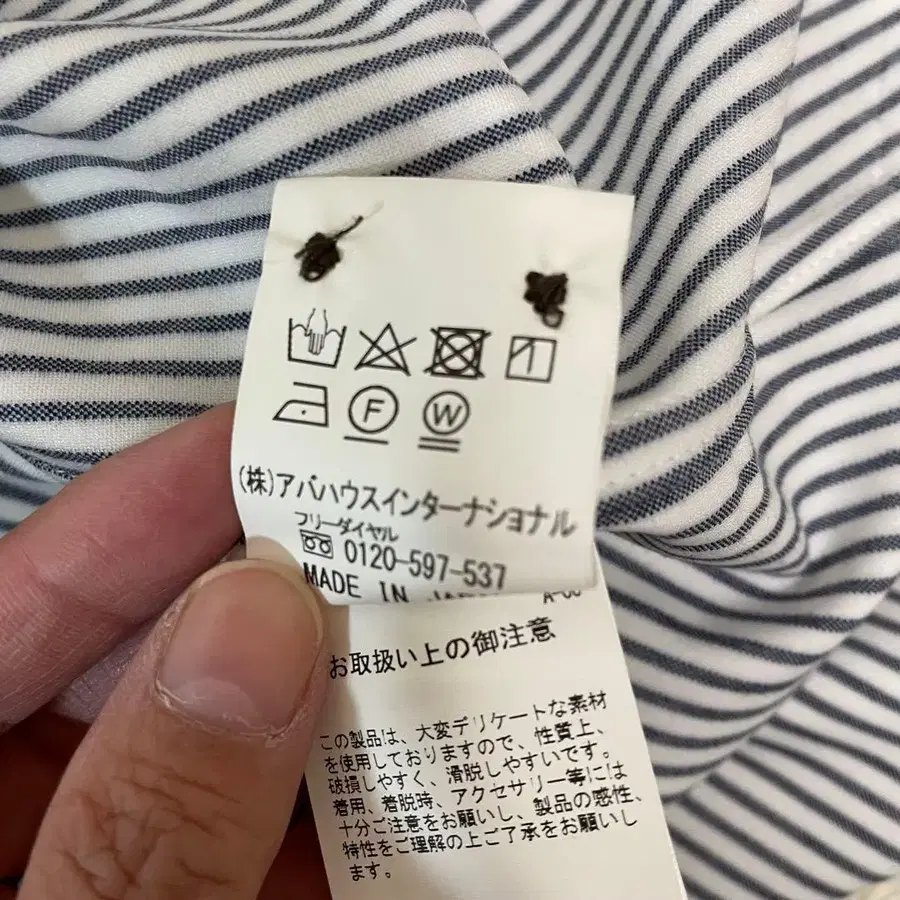 F W
(株)アバハウスインターナショナル
フリーダイヤル
0120-597-537
MADE IN
お取扱い上の御注意
この製品は、大変デリケートな素材
を使用しておりますので、性質上、
破損しやすく、滑脱しやすいです。
着用、着脱時、アクセサリー等には
十分ご注意をお願いし、製品の感性、
特性をご理解の上ご了承をお願いし
ます。